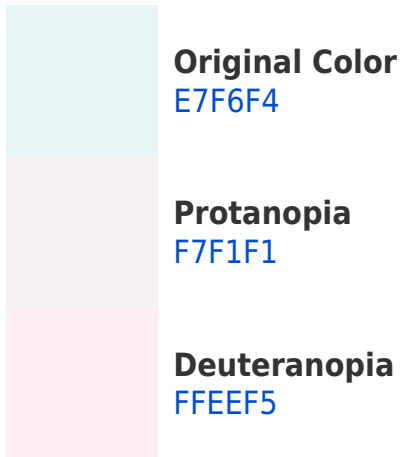 Original Color
E7F6F4
Protanopia
F7F1F1
Deuteranopia
FFEEF5